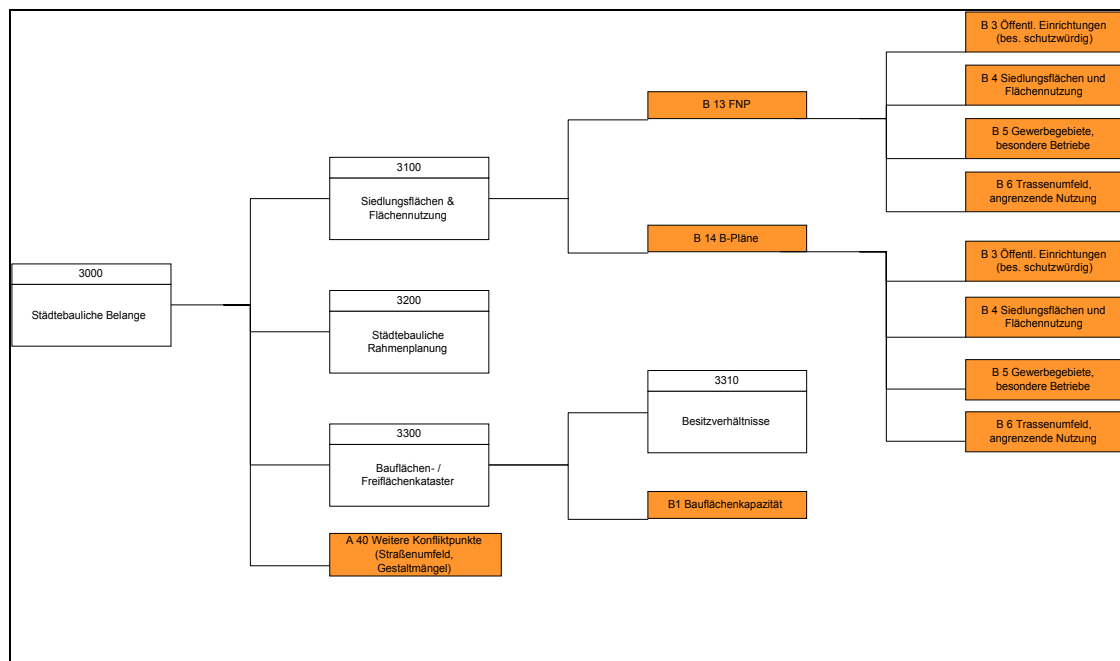 3000
Städtebauliche Belange
3100
Siedlungsflächen &
Flächennutzung
3200
Städtebauliche
Rahmenplanung
3300
Bauflächen- /
Freiflächenkataster
A 40 Weitere Konfliktpunkte
(Straßenumfeld,
Gestaltmängel)
B 13 FNP
B 14 B-Pläne
3310
Besitzverhältnisse
B1 Bauflächenkapazität
B 3 Öffentl. Einrichtungen
(bes. schutzwürdig)
B 4 Siedlungsflächen und
Flächennutzung
B 5 Gewerbegebiete,
besondere Betriebe
B 6 Trassenumfeld,
angrenzende Nutzung
B 3 Öffentl. Einrichtungen
(bes. schutzwürdig)
B 4 Siedlungsflächen und
Flächennutzung
B 5 Gewerbegebiete,
besondere Betriebe
B 6 Trassenumfeld,
angrenzende Nutzung